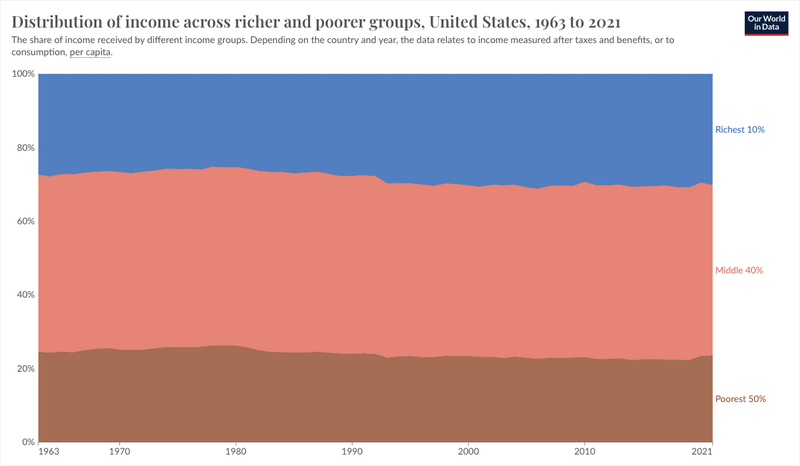 Distribution of income across richer and poorer groups, United States, 1963 to 2021
Our World
in Data
The share of income received by different income groups. Depending on the country and year, the data relates to income measured after taxes and benefits, or to
consumption, per capita.
100%
80%
60%
40%
20%
0%
Richest 10%
Middle 40%
Poorest 50%
1963 1970 1980 1990 2000 2010 2021